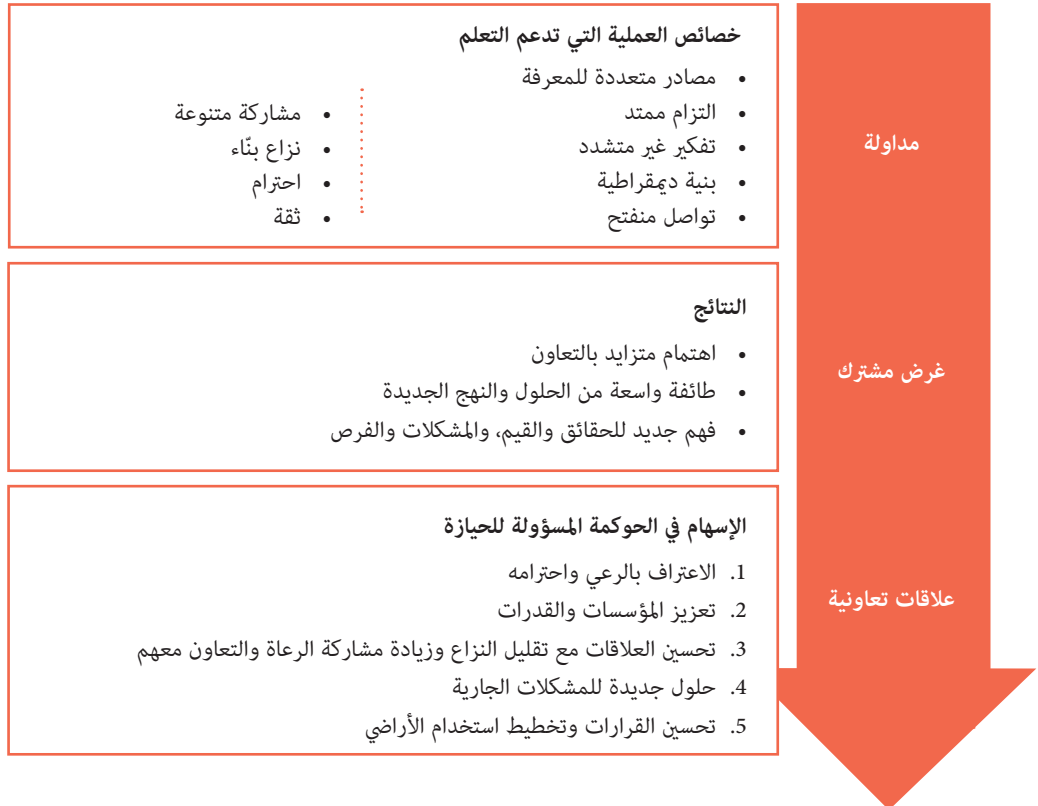 خصائص العملية التي تدعم التعلم
• مصادر متعددة للمعرفة
• التزام ممتد
• تفكير غير متشدد
• بنية ديمقراطية
• تواصل منفتح
• مشاركة متنوعة
• نزاع بنّاء
• احترام
• ثقة
مداولة
النتائج
• اهتمام متزايد بالتعاون
• طائفة واسعة من الحلول والنهج الجديدة
• فهم جديد للحقائق والقيم، والمشكلات والفرص
غرض مشترك
الإسهام في الحوكمة المسؤولة للحيازة
1. الاعتراف بالرعي واحترامه
2. تعزيز المؤسسات والقدرات
3. تحسين العلاقات مع تقليل النزاع وزيادة مشاركة الرعاة والتعاون معهم
4. حلول جديدة للمشكلات الجارية
5. تحسين القرارات وتخطيط استخدام الأراضي
علاقات تعاونية